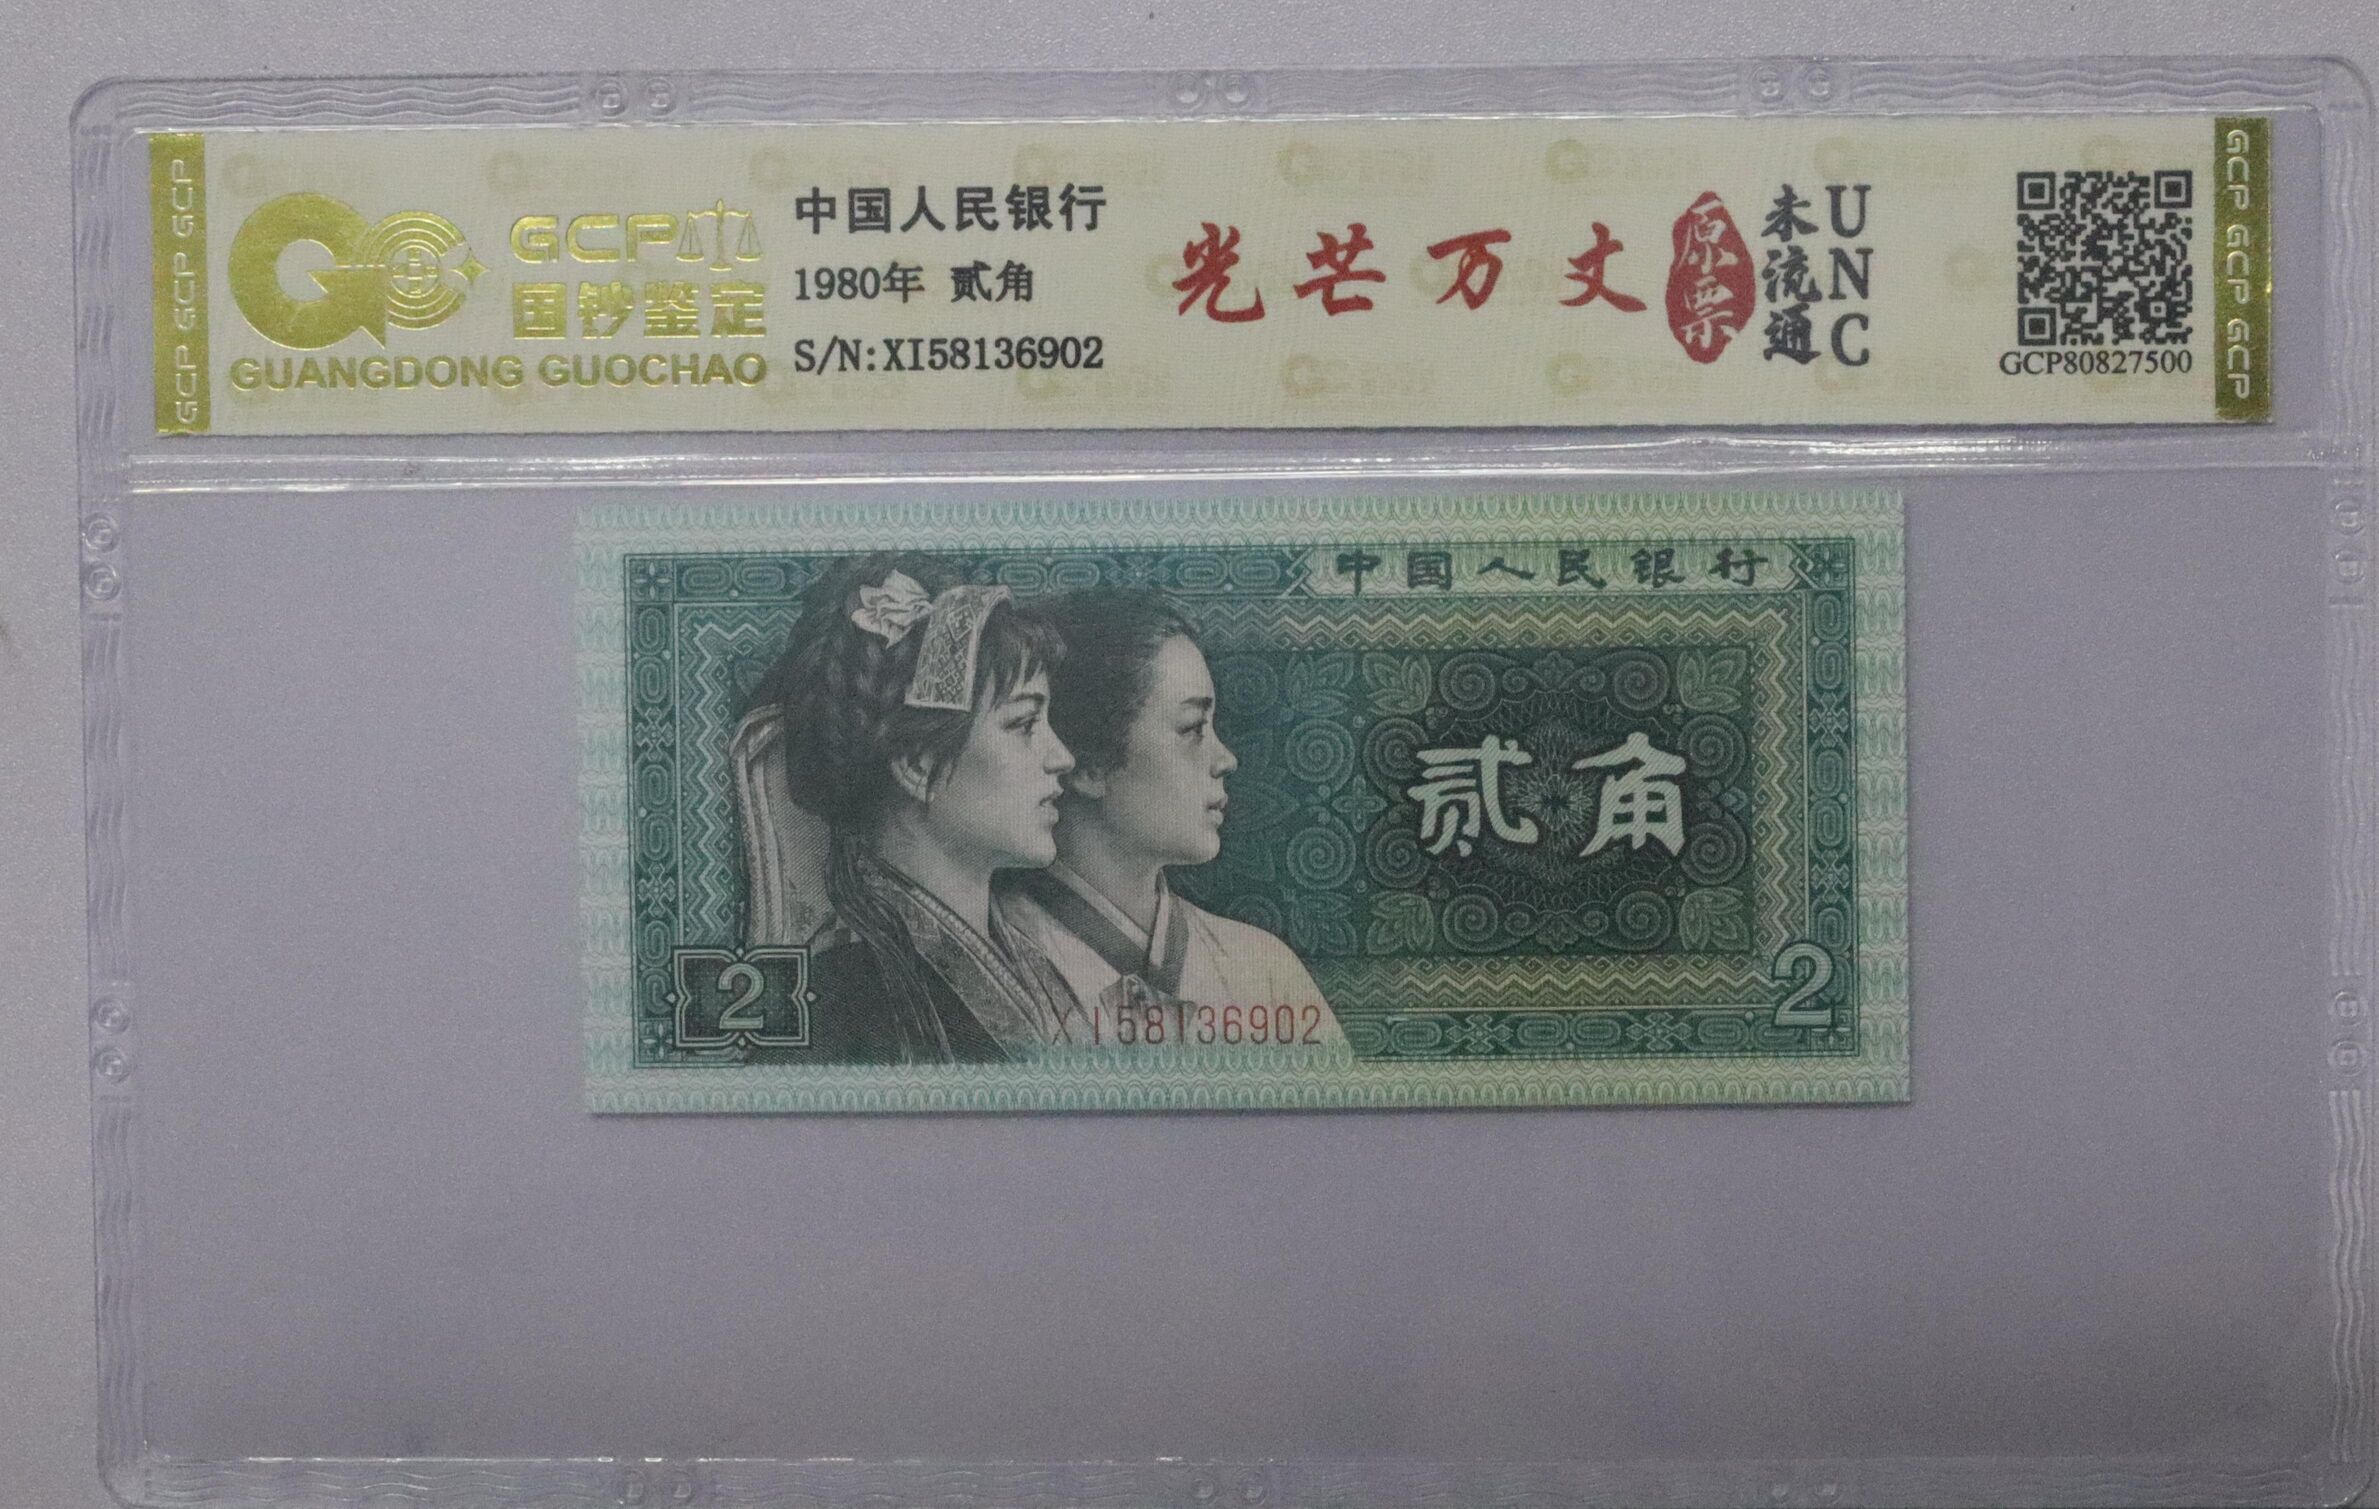 GCP GCP GCP
GCP
国钞鉴定
GUANGDONG GUOCHAO
中国人民银行
1980年 贰角
S/N:XI58136902
光芒万丈
原票
未流通
UNC
GCP80827500
GCP GCP GCP
中国人民银行
贰角
2
XI58136902
2